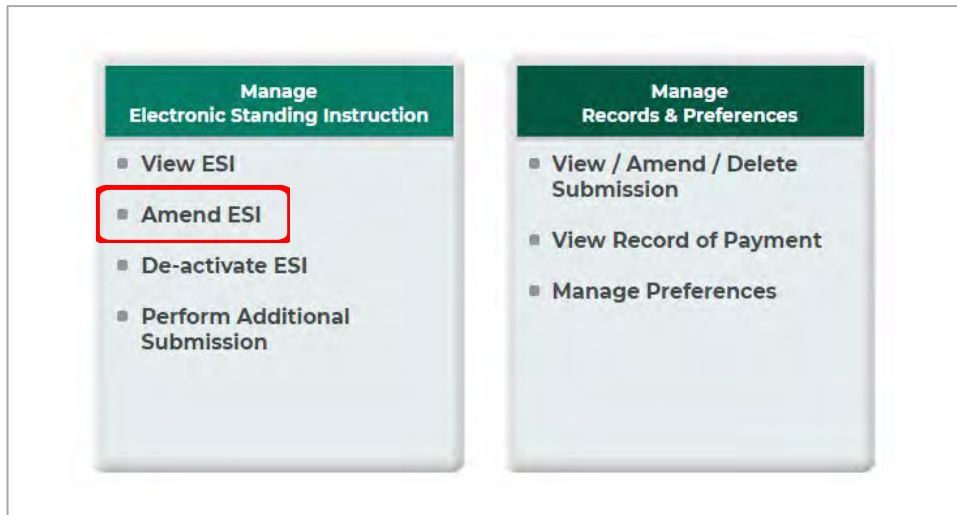 Manage
Electronic Standing Instruction
View ESI
Amend ESI
De-activate ESI
Perform Additional
Submission
Manage
Records & Preferences
View / Amend / Delete
Submission
View Record of Payment
Manage Preferences